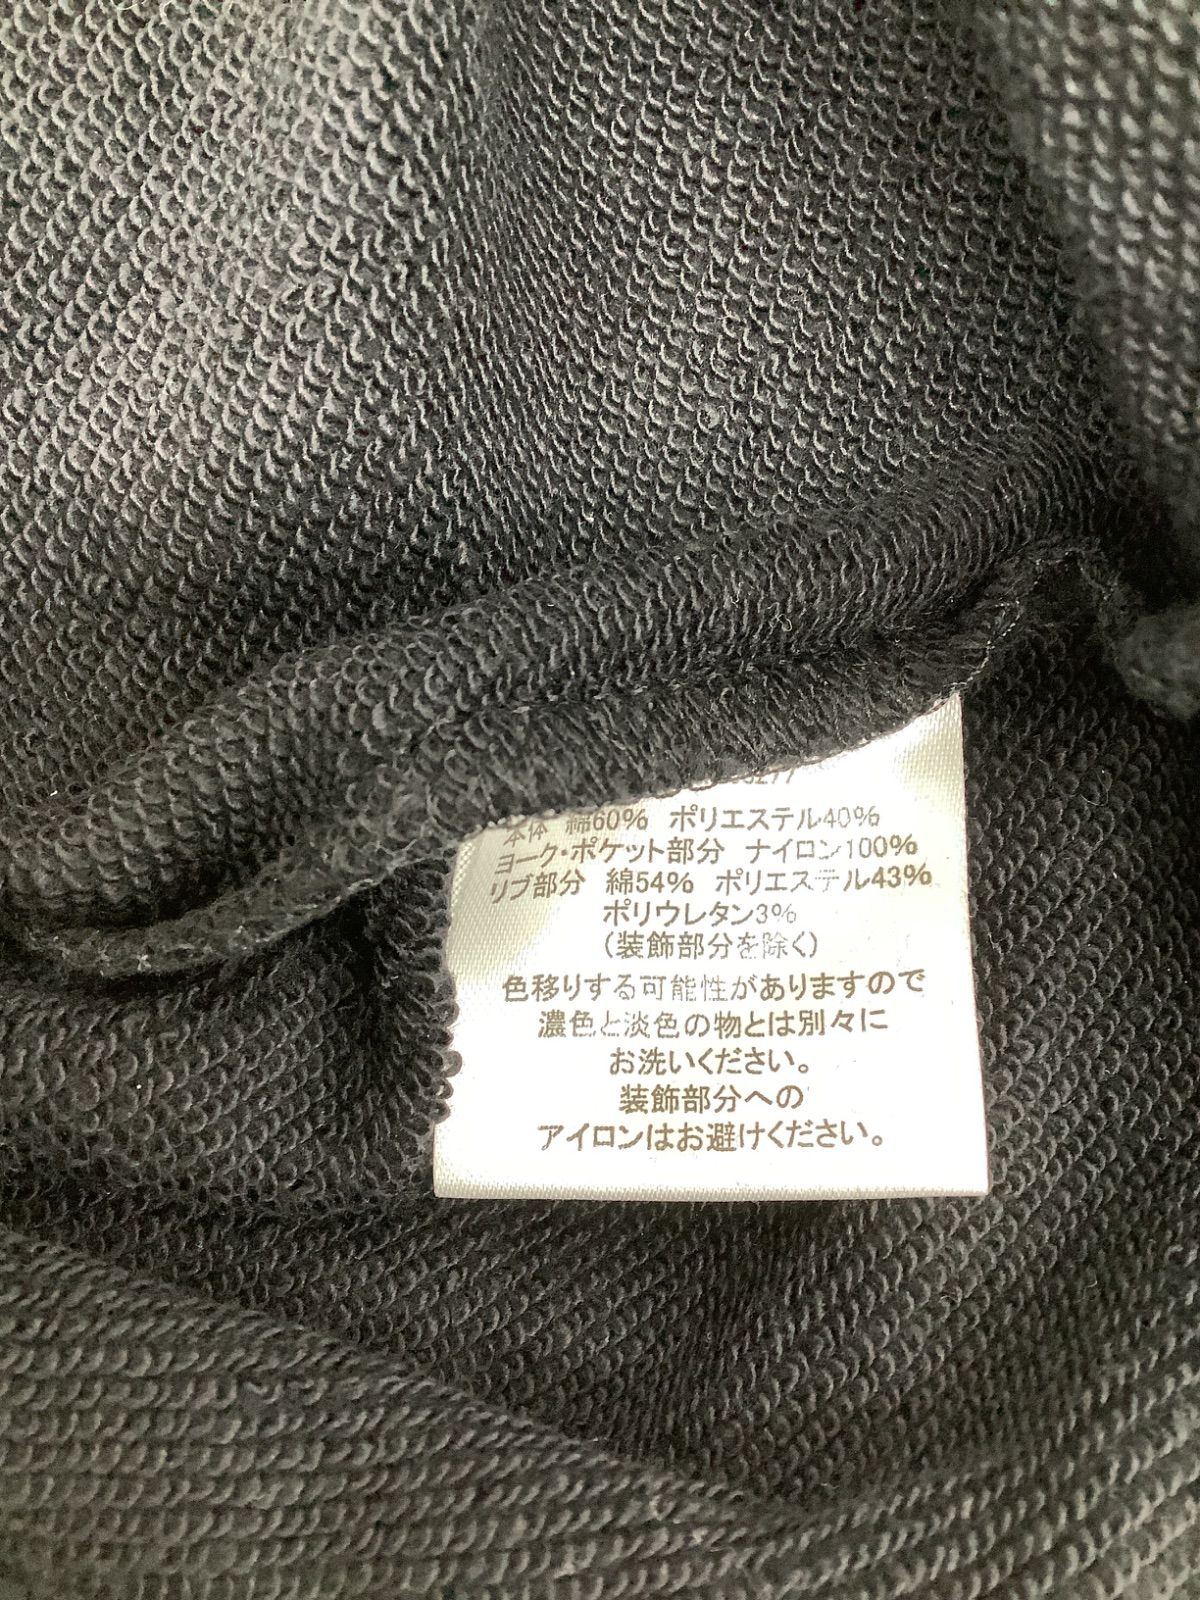 本体 綿60% ポリエステル40%
ヨーク・ポケット部分 ナイロン100%
リブ部分 綿54% ポリエステル43%
ポリウレタン3%
(装飾部分を除く)
色移りする可能性がありますので
濃色と淡色の物とは別々に
お洗いください。
装飾部分への
アイロンはお避けください。